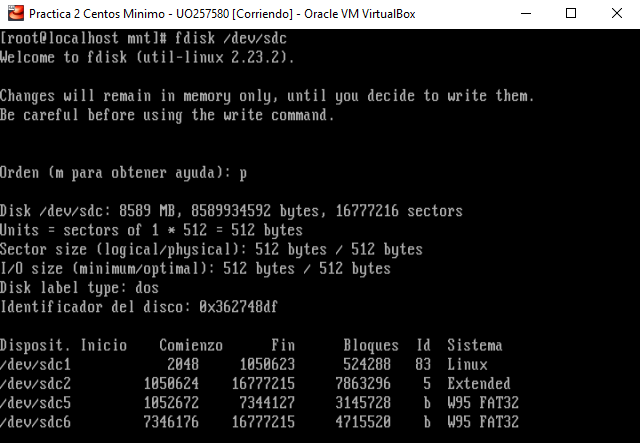 Practica 2 Centos Minimo - UO257580 [Corriendo] - Oracle VM VirtualBox
[root@localhost mnt]# fdisk /dev/sdc
Welcome to fdisk (util-linux 2.23.2).
Changes will remain in memory only, until you decide to write them.
Be careful before using the write command.
Orden (m para obtener ayuda): p
Disk /dev/sdc: 8589 MB, 8589934592 bytes, 16777216 sectors
Units = sectors of 1 * 512 = 512 bytes
Sector size (logical/physical): 512 bytes / 512 bytes
I/O size (minimum/optimal): 512 bytes / 512 bytes
Disk label type: dos
Identificador del disco: 0x362748df
Disposit. Inicio    Comienzo      Fin      Bloques  Id  Sistema
/dev/sdc1            2048     1050623      524288   83  Linux
/dev/sdc2         1050624    16777215     7863296    5  Extended
/dev/sdc5         1052672     7344127     3145728    b  W95 FAT32
/dev/sdc6         7346176    16777215     4715520    b  W95 FAT32